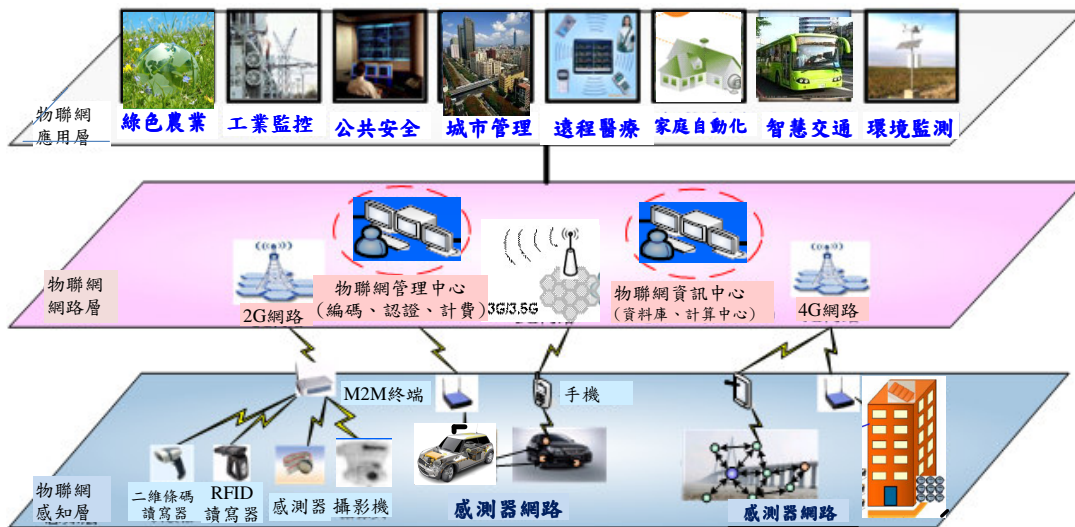 綠色農業
工業監控
公共安全
城市管理
遠程醫療
家庭自動化
智慧交通
環境監測
物聯網
應用層
物聯網
網路層
2G網路
物聯網管理中心
(編碼、認證、計費)
3G/3.5G
物聯網資訊中心
(資料庫、計算中心)
4G網路
M2M終端
手機
二維條碼
讀寫器
RFID
讀寫器
感測器
攝影機
感測器網路
感測器網路
物聯網
感知層